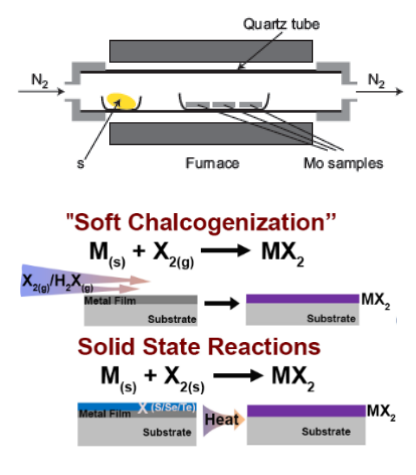 Quartz tube
N2
N2
s
Furnace
Mo samples
"Soft Chalcogenization”
M(s) + X2(g) → MX2
X2(g)/H2X(g)
Metal Film
Substrate
MX2
Substrate
Solid State Reactions
M(s) + X2(s) → MX2
X (S/Se/Te)
Metal Film
Substrate
Heat
MX2
Substrate